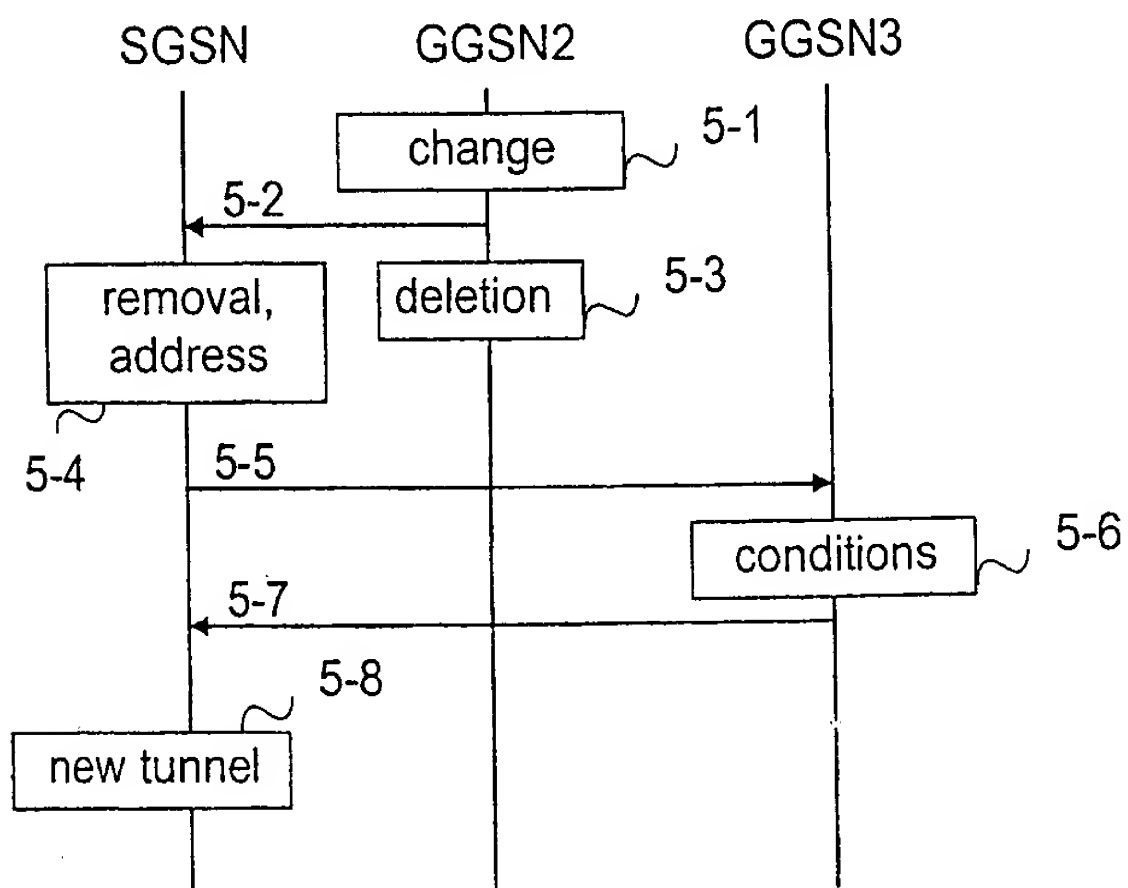 SGSN
GGSN2
GGSN3
change
5-1
5-2
removal,
address
deletion
5-3
5-4
5-5
conditions
5-6
5-7
5-8
new tunnel